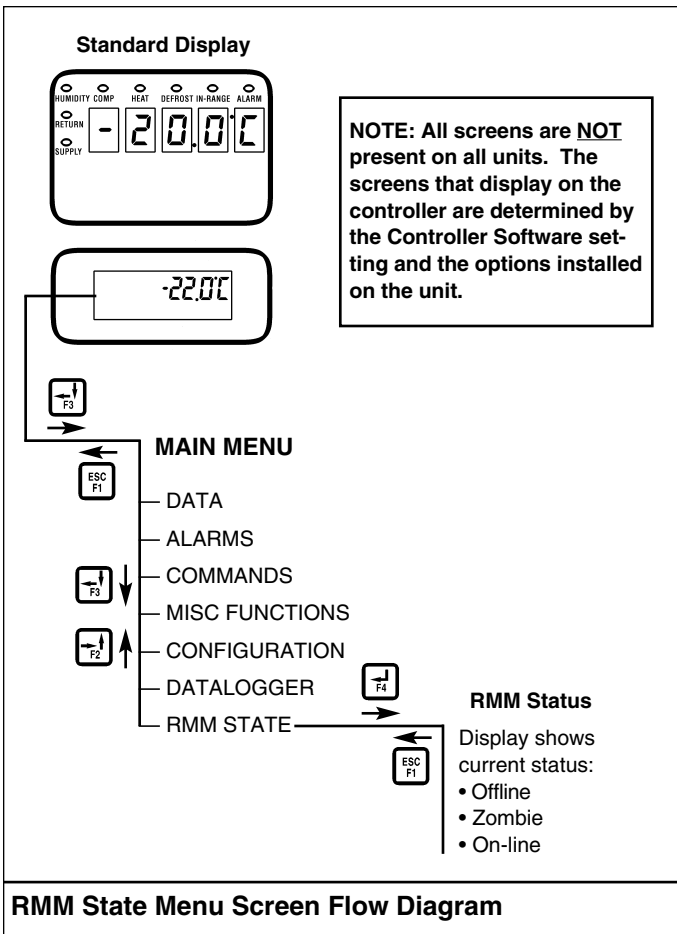 Standard Display
HUMIDITY COMP HEAT DEFROST IN-RANGE ALARM
RETURN
SUPPLY
-20.0°C
NOTE: All screens are NOT
present on all units. The
screens that display on the
controller are determined by
the Controller Software set-
ting and the options installed
on the unit.
-22.0°C
F3
ESC
F1
MAIN MENU
DATA
ALARMS
COMMANDS
F3
MISC FUNCTIONS
F2
CONFIGURATION
DATALOGGER
F4
RMM STATE
ESC
F1
RMM Status
Display shows
current status:
• Offline
• Zombie
• On-line
RMM State Menu Screen Flow Diagram